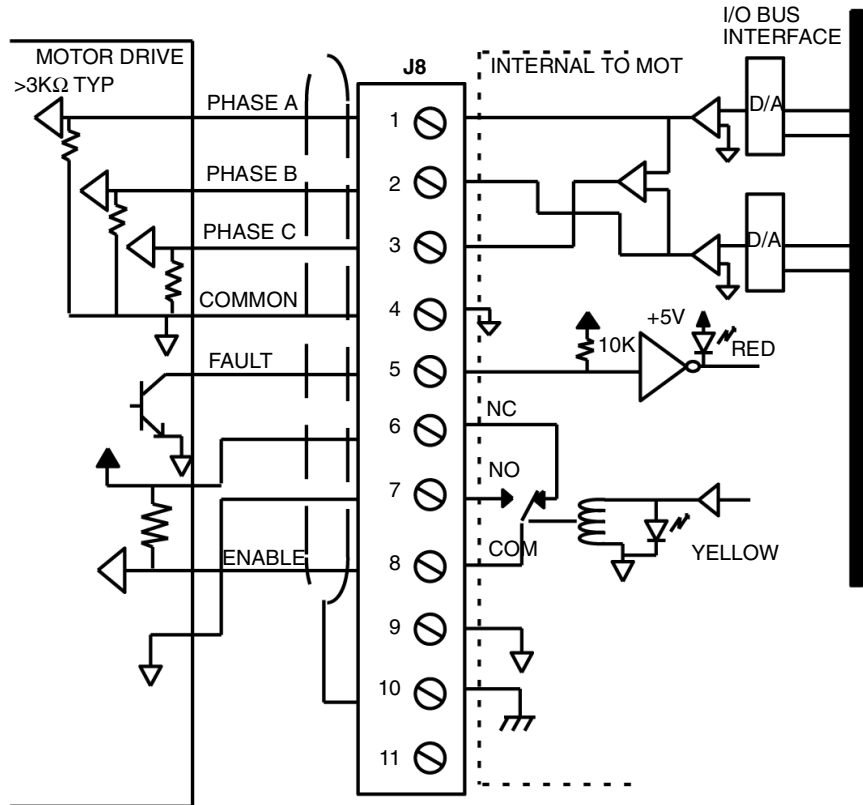 I/O BUS
INTERFACE
MOTOR DRIVE
>3KΩ TYP
J8
INTERNAL TO MOT
PHASE A
1
D/A
PHASE B
2
PHASE C
3
D/A
COMMON
4
+5V
10K
RED
FAULT
5
6
NC
7
NO
COM
YELLOW
ENABLE
8
9
10
11